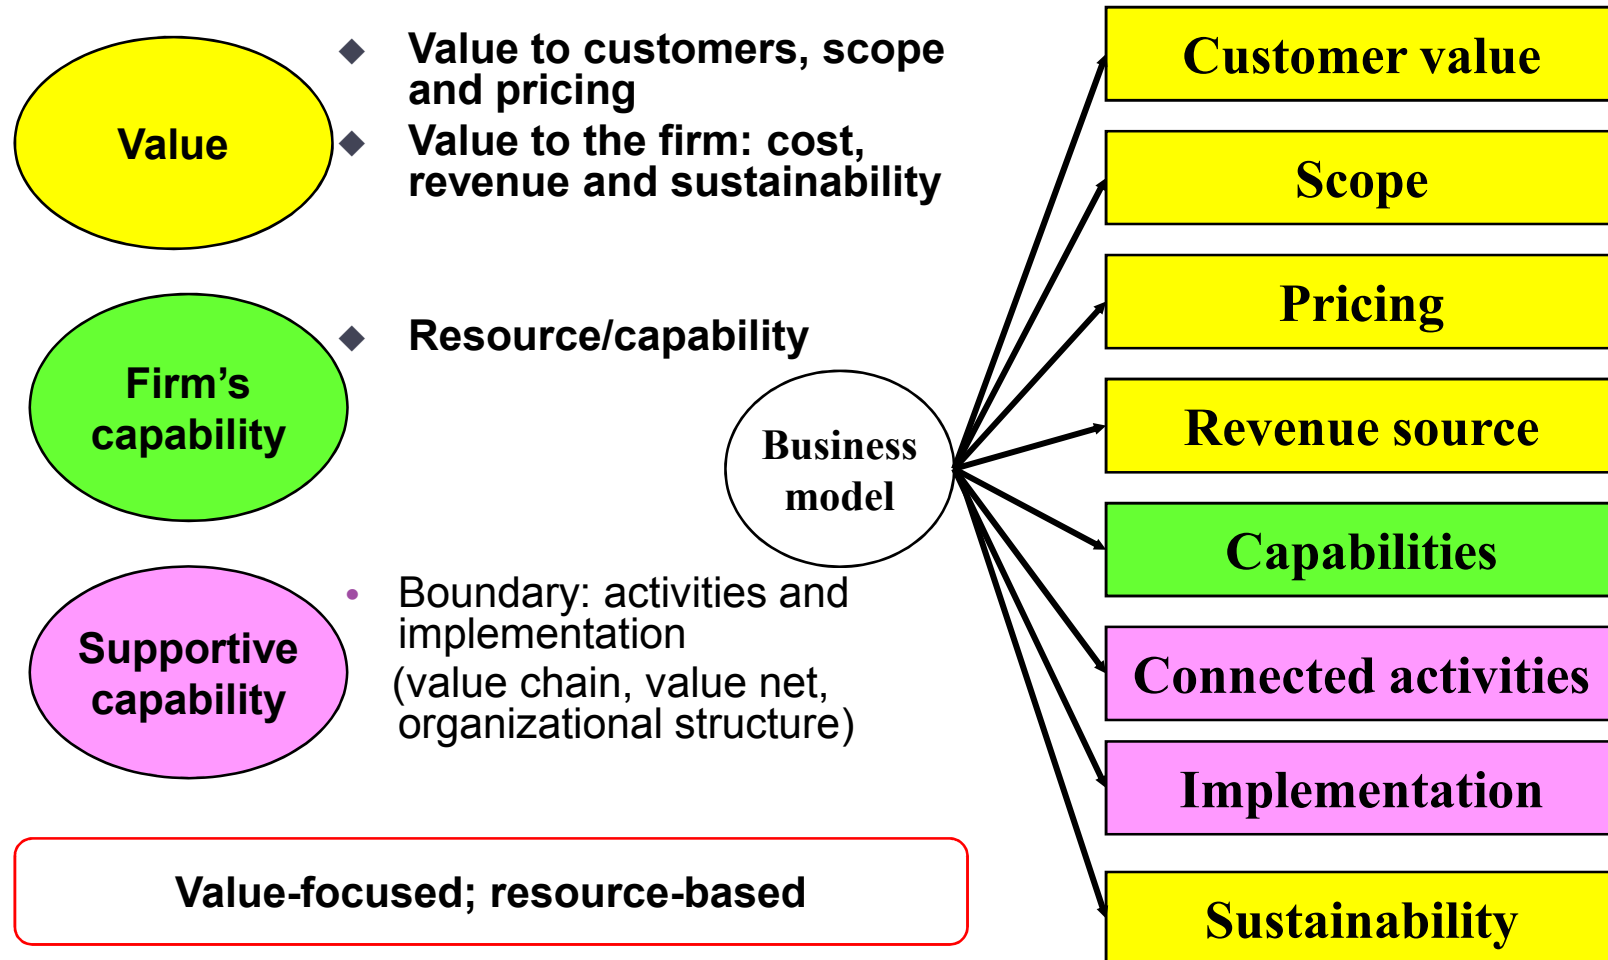 Value
Value to customers, scope
and pricing
Value to the firm: cost,
revenue and sustainability
Firm’s
capability
Resource/capability
Supportive
capability
• Boundary: activities and
implementation
(value chain, value net,
organizational structure)
Value-focused; resource-based
Business
model
Customer value
Scope
Pricing
Revenue source
Capabilities
Connected activities
Implementation
Sustainability